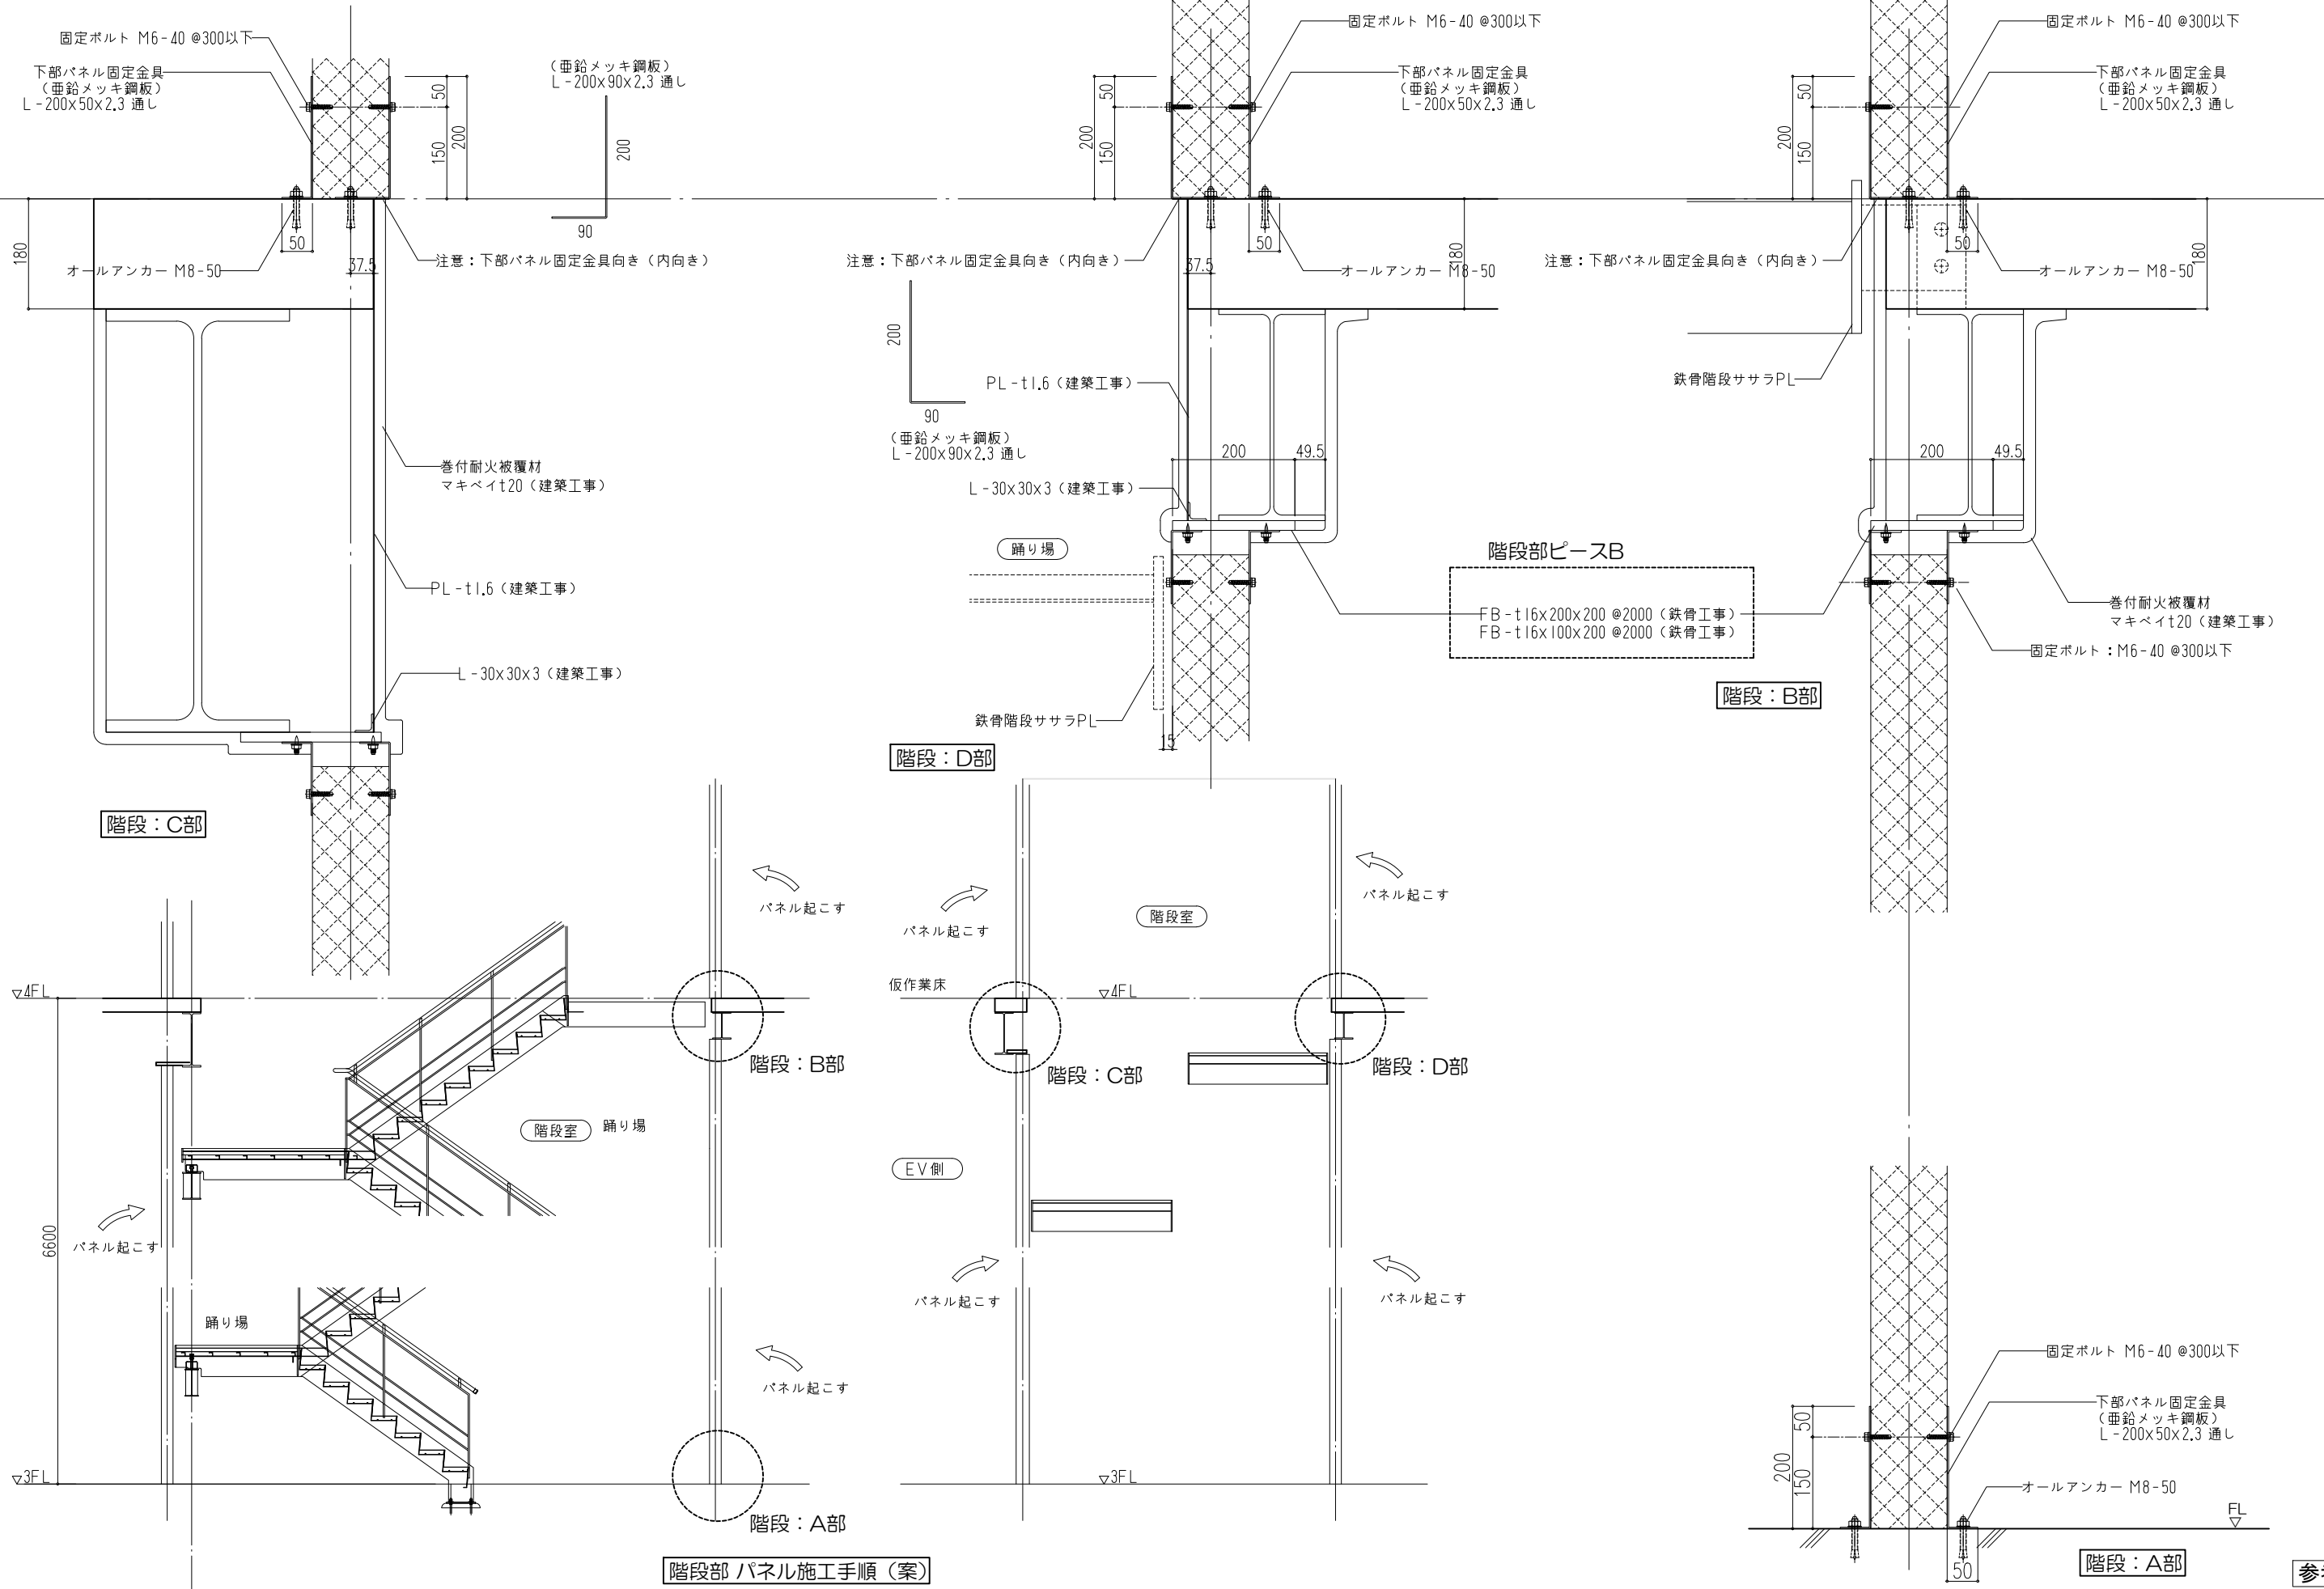 固定ボルト M6-40 @300以下
下部パネル固定金具
（亜鉛メッキ鋼板）
L-200x50x2.3 通し
50
150
200
（亜鉛メッキ鋼板）
L-200x90x2.3 通し
200
90
180
50
37.5
オールアンカー M8-50
注意：下部パネル固定金具向き（内向き）
巻付耐火被覆材
マキベイt20（建築工事）
PL-t1.6（建築工事）
L-30x30x3（建築工事）
階段：C部
固定ボルト M6-40 @300以下
下部パネル固定金具
（亜鉛メッキ鋼板）
L-200x50x2.3 通し
200
50
150
注意：下部パネル固定金具向き（内向き）
37.5
50
180
オールアンカー M8-50
200
90
（亜鉛メッキ鋼板）
L-200x90x2.3 通し
PL-t1.6（建築工事）
200
49.5
L-30x30x3（建築工事）
踊り場
鉄骨階段ササラPL
15
階段：D部
階段部ピースB
FB-t16x200x200 @2000（鉄骨工事）
FB-t16x100x200 @2000（鉄骨工事）
固定ボルト M6-40 @300以下
下部パネル固定金具
（亜鉛メッキ鋼板）
L-200x50x2.3 通し
200
50
150
注意：下部パネル固定金具向き（内向き）
50
180
オールアンカー M8-50
鉄骨階段ササラPL
200
49.5
巻付耐火被覆材
マキベイt20（建築工事）
固定ボルト：M6-40 @300以下
階段：B部
▽4FL
6600
▽3FL
パネル起こす
パネル起こす
パネル起こす
階段室
踊り場
踊り場
階段：B部
階段：A部
パネル起こす
パネル起こす
階段室
仮作業床
▽4FL
階段：C部
階段：D部
EV側
パネル起こす
パネル起こす
▽3FL
階段部 パネル施工手順（案）
固定ボルト M6-40 @300以下
下部パネル固定金具
（亜鉛メッキ鋼板）
L-200x50x2.3 通し
200
50
150
オールアンカー M8-50
FL
▽
50
階段：A部